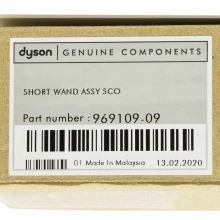 dyson GENUINE COMPONENTS
SHORT WAND ASSY SCO
Part number : 969109-09
01 Made In Malaysia 13.02.2020